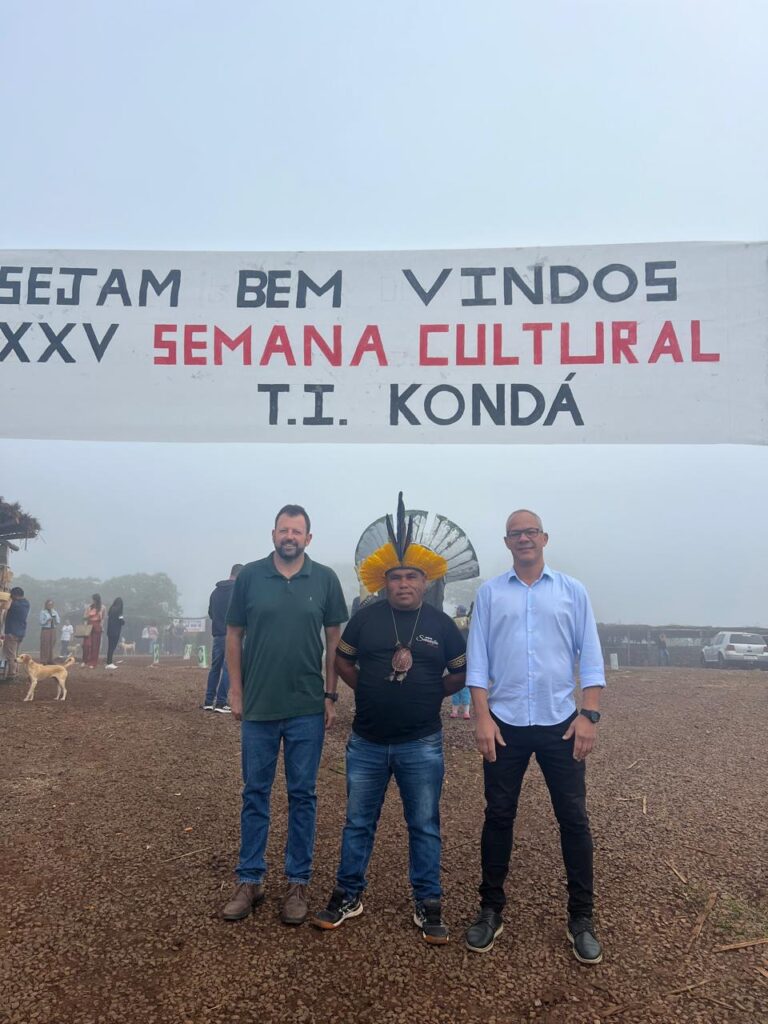 SEJAM BEM VINDOS
XXV SEMANA CULTURAL
T.I. KONDÁ